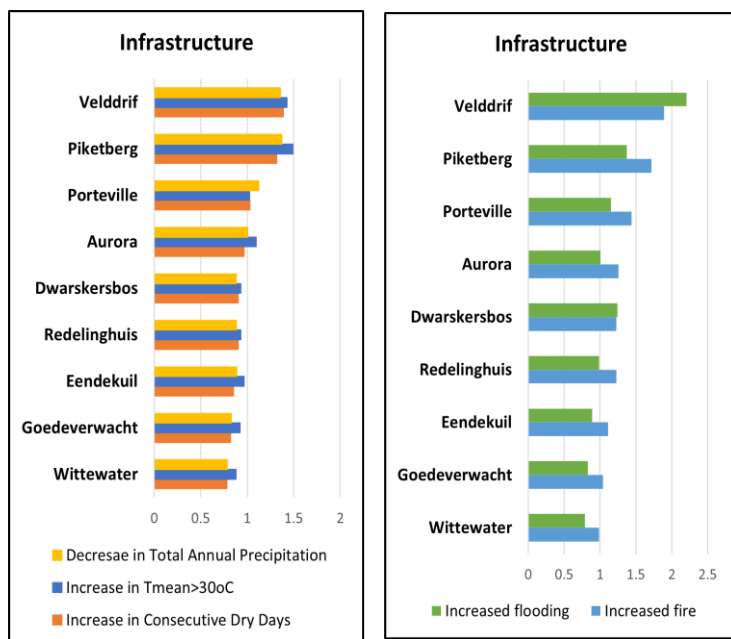 Infrastructure
Velddrif
Piketberg
Porteville
Aurora
Dwarskersbos
Redelinghuis
Eendekuil
Goedeverwacht
Wittewater
0 0.5 1 1.5 2
Decresae in Total Annual Precipitation
Increase in Tmean>30oC
Increase in Consecutive Dry Days
Infrastructure
Velddrif
Piketberg
Porteville
Aurora
Dwarskersbos
Redelinghuis
Eendekuil
Goedeverwacht
Wittewater
0 0.5 1 1.5 2 2.5
Increased flooding Increased fire